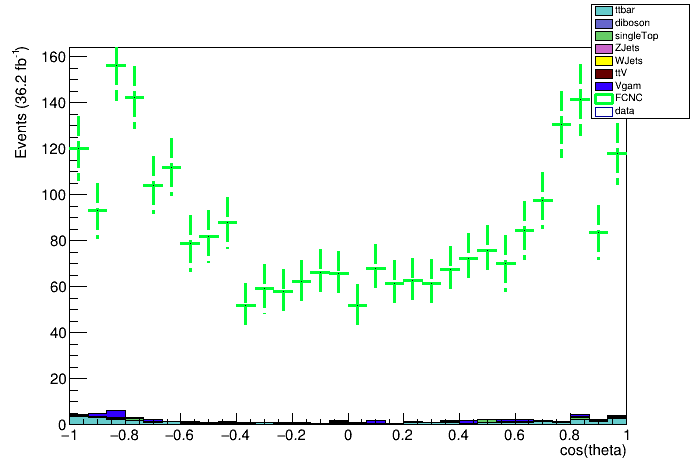 ttbar
diboson
singleTop
ZJets
WJets
ttV
Vgam
FCNC
data
Events (36.2 fb⁻¹)
160
140
120
100
80
60
40
20
0
−1 −0.8 −0.6 −0.4 −0.2 0 0.2 0.4 0.6 0.8 1
cos(theta)